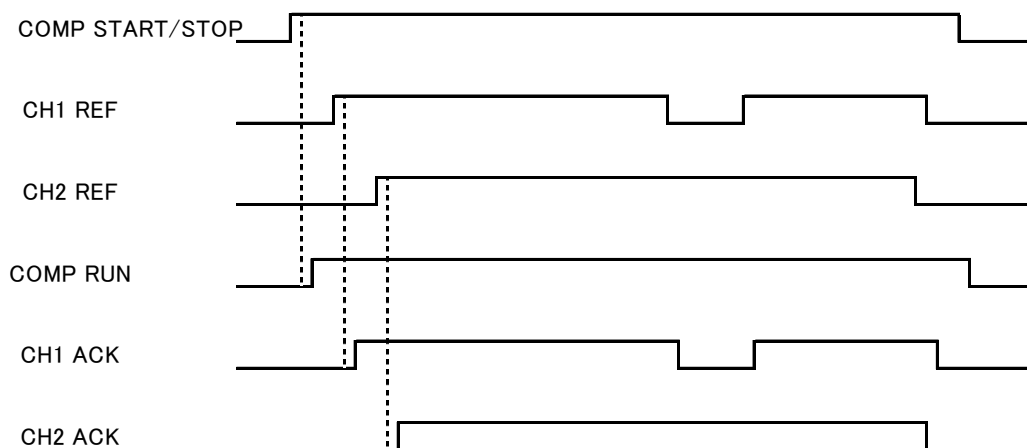 COMP START/STOP
CH1 REF
CH2 REF
COMP RUN
CH1 ACK
CH2 ACK